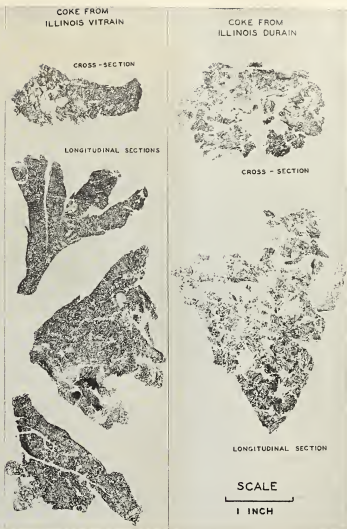 COKE FROM
ILLINOIS VITRAIN
CROSS-SECTION
LONGITUDINAL SECTIONS
COKE FROM
ILLINOIS DURAIN
CROSS - SECTION
LONGITUDINAL SECTION
SCALE
1 INCH